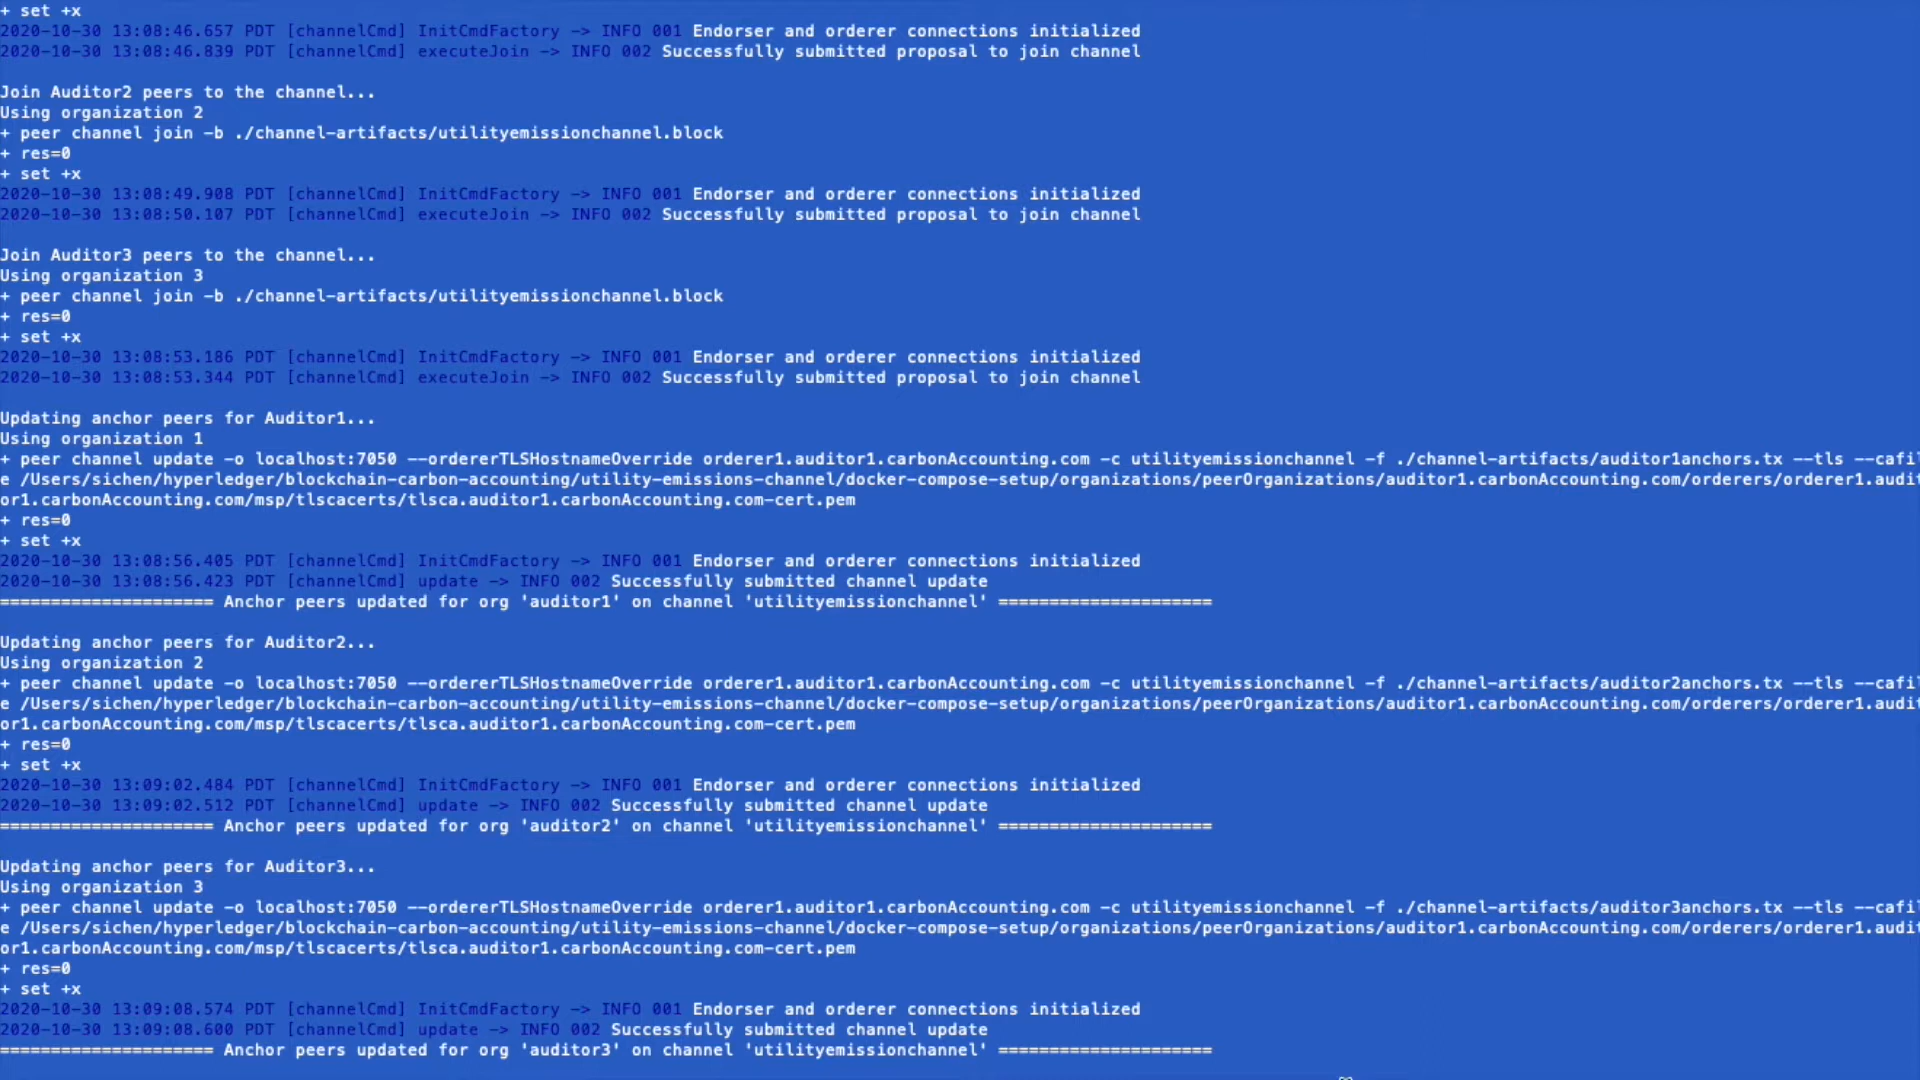 + set +x
2020-10-30 13:08:46.657 PDT [channelCmd] InitCmdFactory -> INFO 001 Endorser and orderer connections initialized
2020-10-30 13:08:46.839 PDT [channelCmd] executeJoin -> INFO 002 Successfully submitted proposal to join channel
Join Auditor2 peers to the channel...
Using organization 2
+ peer channel join -b ./channel-artifacts/utilityemissionchannel.block
+ res=0
+ set +x
2020-10-30 13:08:49.908 PDT [channelCmd] InitCmdFactory -> INFO 001 Endorser and orderer connections initialized
2020-10-30 13:08:50.107 PDT [channelCmd] executeJoin -> INFO 002 Successfully submitted proposal to join channel
Join Auditor3 peers to the channel...
Using organization 3
+ peer channel join -b ./channel-artifacts/utilityemissionchannel.block
+ res=0
+ set +x
2020-10-30 13:08:53.186 PDT [channelCmd] InitCmdFactory -> INFO 001 Endorser and orderer connections initialized
2020-10-30 13:08:53.344 PDT [channelCmd] executeJoin -> INFO 002 Successfully submitted proposal to join channel
Updating anchor peers for Auditor1...
Using organization 1
+ peer channel update -o localhost:7050 --ordererTLSHostnameOverride orderer1.auditor1.carbonAccounting.com -c utilityemissionchannel -f ./channel-artifacts/auditor1anchors.tx --tls --cafil
e /Users/sichen/hyperledger/blockchain-carbon-accounting/utility-emissions-channel/docker-compose-setup/organizations/peerOrganizations/auditor1.carbonAccounting.com/orderers/orderer1.audit
or1.carbonAccounting.com/msp/tlscacerts/tlsca.auditor1.carbonAccounting.com-cert.pem
+ res=0
+ set +x
2020-10-30 13:08:56.405 PDT [channelCmd] InitCmdFactory -> INFO 001 Endorser and orderer connections initialized
2020-10-30 13:08:56.423 PDT [channelCmd] update -> INFO 002 Successfully submitted channel update
===================== Anchor peers updated for org 'auditor1' on channel 'utilityemissionchannel' =====================
Updating anchor peers for Auditor2...
Using organization 2
+ peer channel update -o localhost:7050 --ordererTLSHostnameOverride orderer1.auditor1.carbonAccounting.com -c utilityemissionchannel -f ./channel-artifacts/auditor2anchors.tx --tls --cafil
e /Users/sichen/hyperledger/blockchain-carbon-accounting/utility-emissions-channel/docker-compose-setup/organizations/peerOrganizations/auditor1.carbonAccounting.com/orderers/orderer1.audit
or1.carbonAccounting.com/msp/tlscacerts/tlsca.auditor1.carbonAccounting.com-cert.pem
+ res=0
+ set +x
2020-10-30 13:09:02.484 PDT [channelCmd] InitCmdFactory -> INFO 001 Endorser and orderer connections initialized
2020-10-30 13:09:02.512 PDT [channelCmd] update -> INFO 002 Successfully submitted channel update
===================== Anchor peers updated for org 'auditor2' on channel 'utilityemissionchannel' =====================
Updating anchor peers for Auditor3...
Using organization 3
+ peer channel update -o localhost:7050 --ordererTLSHostnameOverride orderer1.auditor1.carbonAccounting.com -c utilityemissionchannel -f ./channel-artifacts/auditor3anchors.tx --tls --cafil
e /Users/sichen/hyperledger/blockchain-carbon-accounting/utility-emissions-channel/docker-compose-setup/organizations/peerOrganizations/auditor1.carbonAccounting.com/orderers/orderer1.audit
or1.carbonAccounting.com/msp/tlscacerts/tlsca.auditor1.carbonAccounting.com-cert.pem
+ res=0
+ set +x
2020-10-30 13:09:08.574 PDT [channelCmd] InitCmdFactory -> INFO 001 Endorser and orderer connections initialized
2020-10-30 13:09:08.600 PDT [channelCmd] update -> INFO 002 Successfully submitted channel update
===================== Anchor peers updated for org 'auditor3' on channel 'utilityemissionchannel' =====================